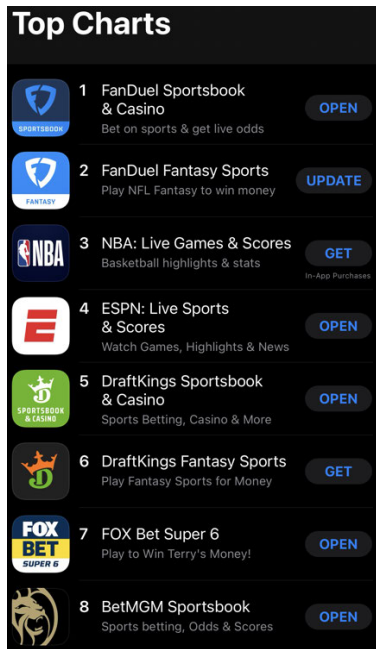 Top Charts
SPORTSBOOK
1 FanDuel Sportsbook
& Casino
Bet on sports & get live odds
OPEN
FANTASY
2 FanDuel Fantasy Sports
Play NFL Fantasy to win money
UPDATE
NBA
3 NBA: Live Games & Scores
Basketball highlights & stats
GET
In-App Purchases
4 ESPN: Live Sports
& Scores
Watch Games, Highlights & News
OPEN
SPORTSBOOK
& CASINO
5 DraftKings Sportsbook
& Casino
Sports Betting, Casino & More
OPEN
6 DraftKings Fantasy Sports
Play Fantasy Sports for Money
GET
FOX
BET
SUPER 6
7 FOX Bet Super 6
Play to Win Terry's Money!
OPEN
8 BetMGM Sportsbook
Sports betting, Odds & Scores
OPEN